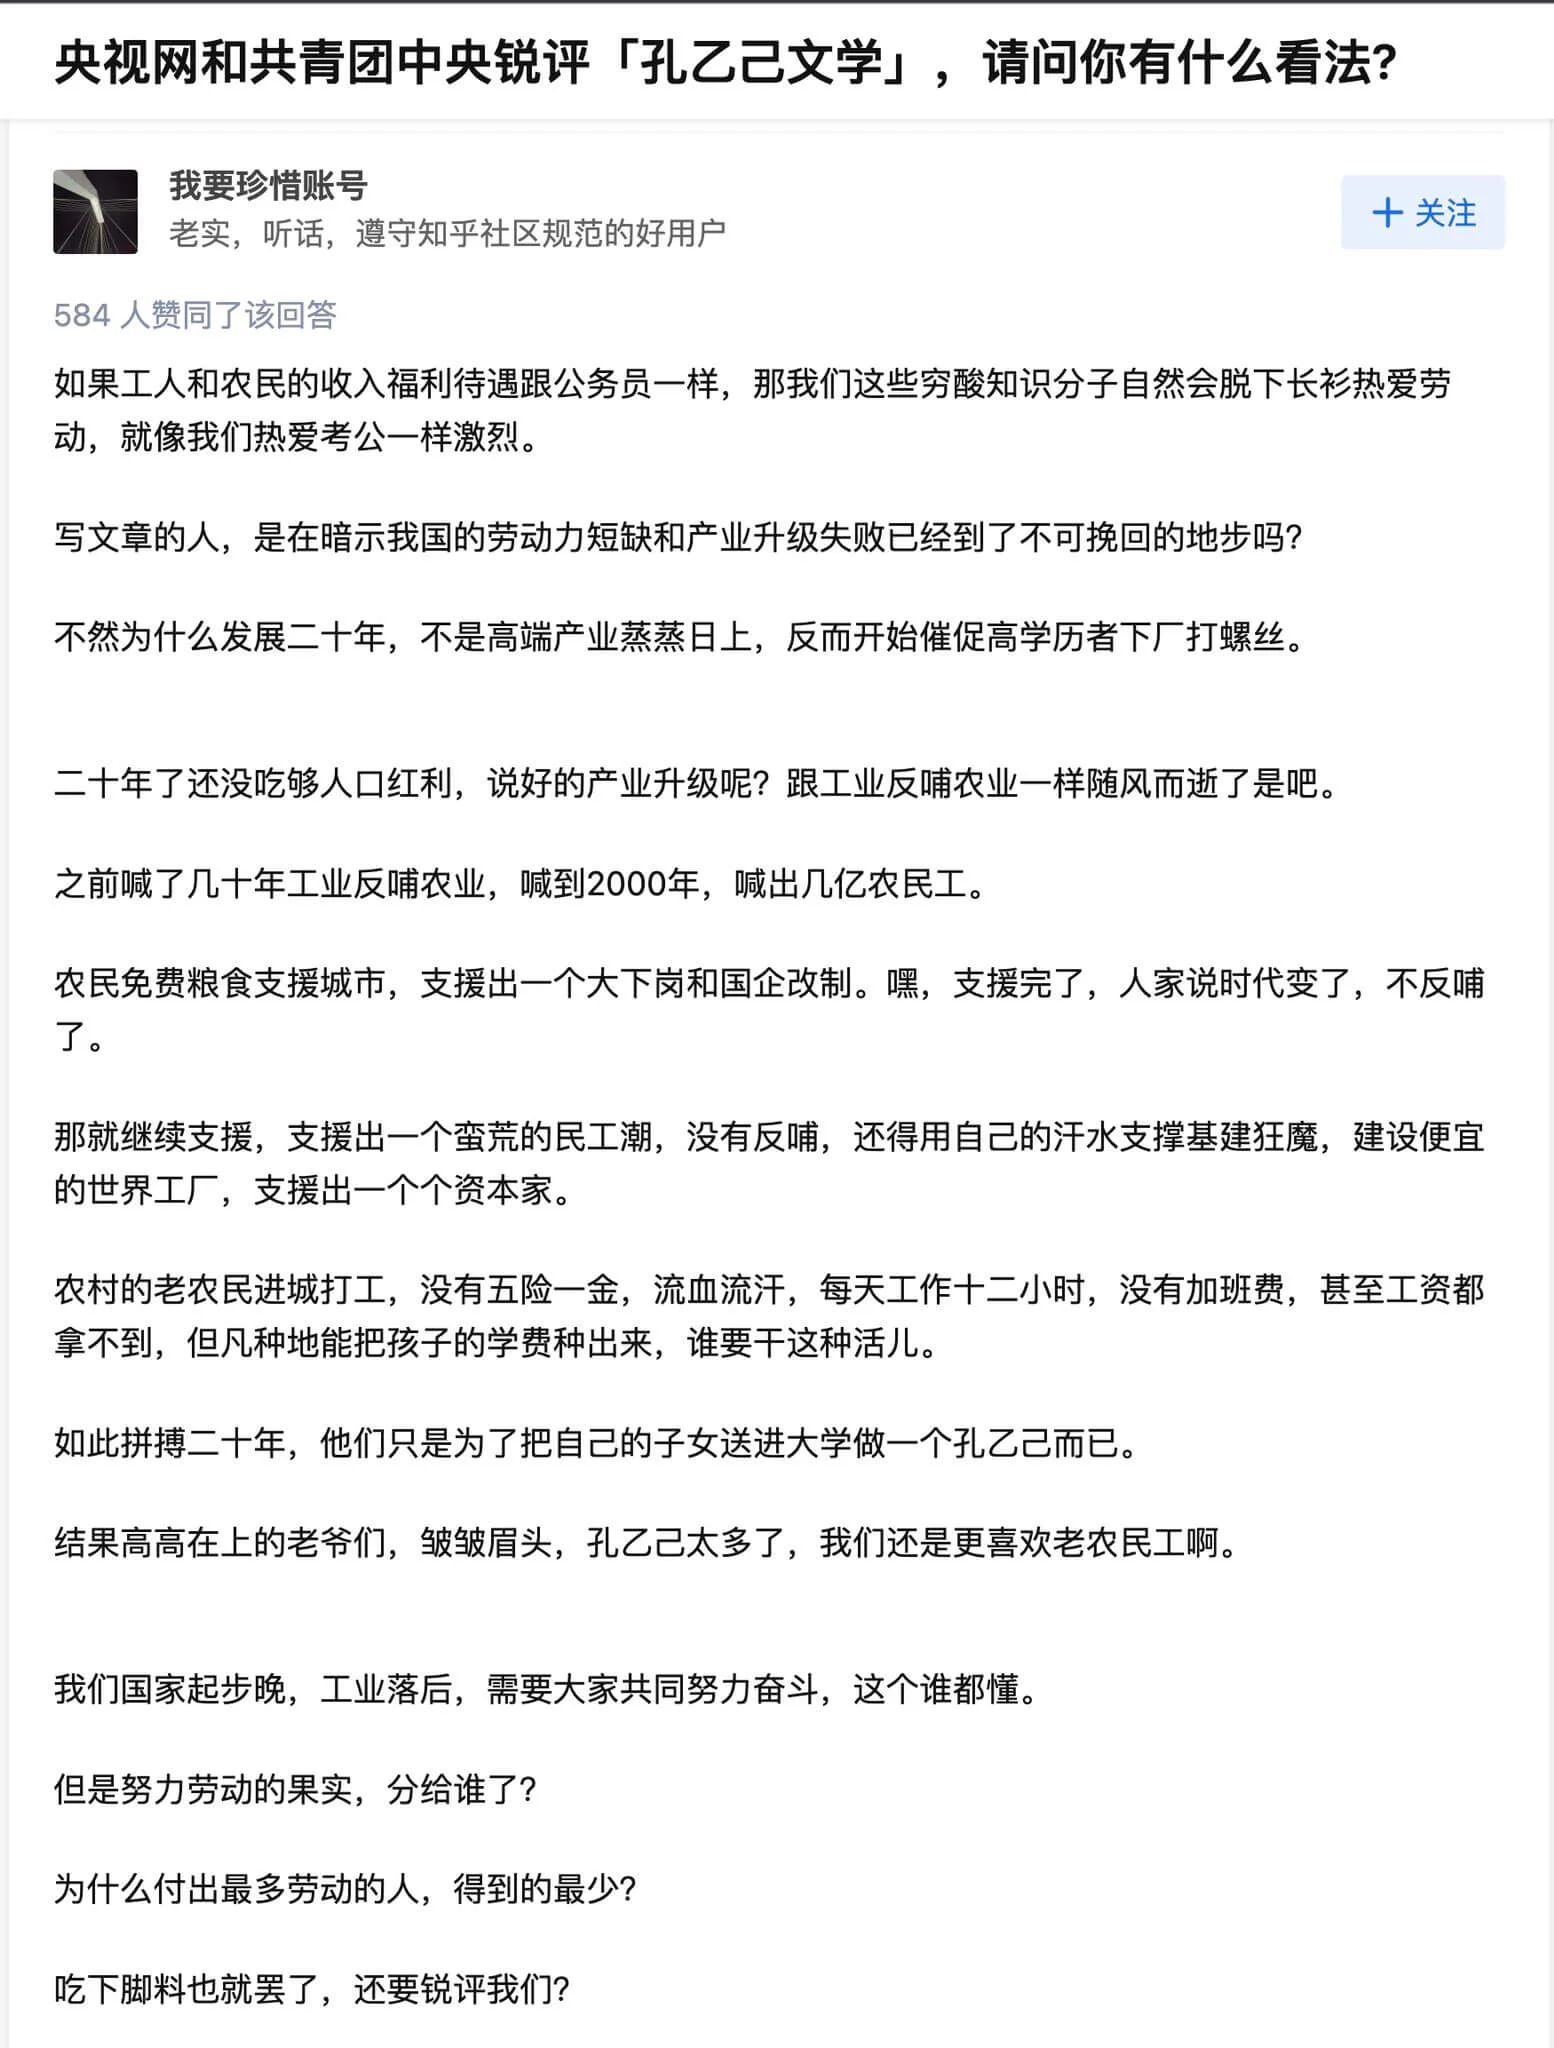 央视网和共青团中央锐评「孔乙己文学」，请问你有什么看法?
我要珍惜账号
老实，听话，遵守知乎社区规范的好用户
+ 关注
584 人赞同了该回答
如果工人和农民的收入福利待遇跟公务员一样，那我们这些穷酸知识分子自然会脱下长衫热爱劳
动，就像我们热爱考公一样激烈。
写文章的人，是在暗示我国的劳动力短缺和产业升级失败已经到了不可挽回的地步吗?
不然为什么发展二十年，不是高端产业蒸蒸日上，反而开始催促高学历者下厂打螺丝。
二十年了还没吃够人口红利，说好的产业升级呢? 跟工业反哺农业一样随风而逝了是吧。
之前喊了几十年工业反哺农业，喊到2000年，喊出几亿农民工。
农民免费粮食支援城市，支援出一个大下岗和国企改制。嘿，支援完了，人家说时代变了，不反哺
了。
那就继续支援，支援出一个蛮荒的民工潮，没有反哺，还得用自己的汗水支撑基建狂魔，建设便宜
的世界工厂，支援出一个个资本家。
农村的老农民进城打工，没有五险一金，流血流汗，每天工作十二小时，没有加班费，甚至工资都
拿不到，但凡种地能把孩子的学费种出来，谁要干这种活儿。
如此拼搏二十年，他们只是为了把自己的子女送进大学做一个孔乙己而已。
结果高高在上的老爷们，皱皱眉头，孔乙己太多了，我们还是更喜欢老农民工啊。
我们国家起步晚，工业落后，需要大家共同努力奋斗，这个谁都懂。
但是努力劳动的果实，分给谁了?
为什么付出最多劳动的人，得到的最少?
吃下脚料也就罢了，还要锐评我们?